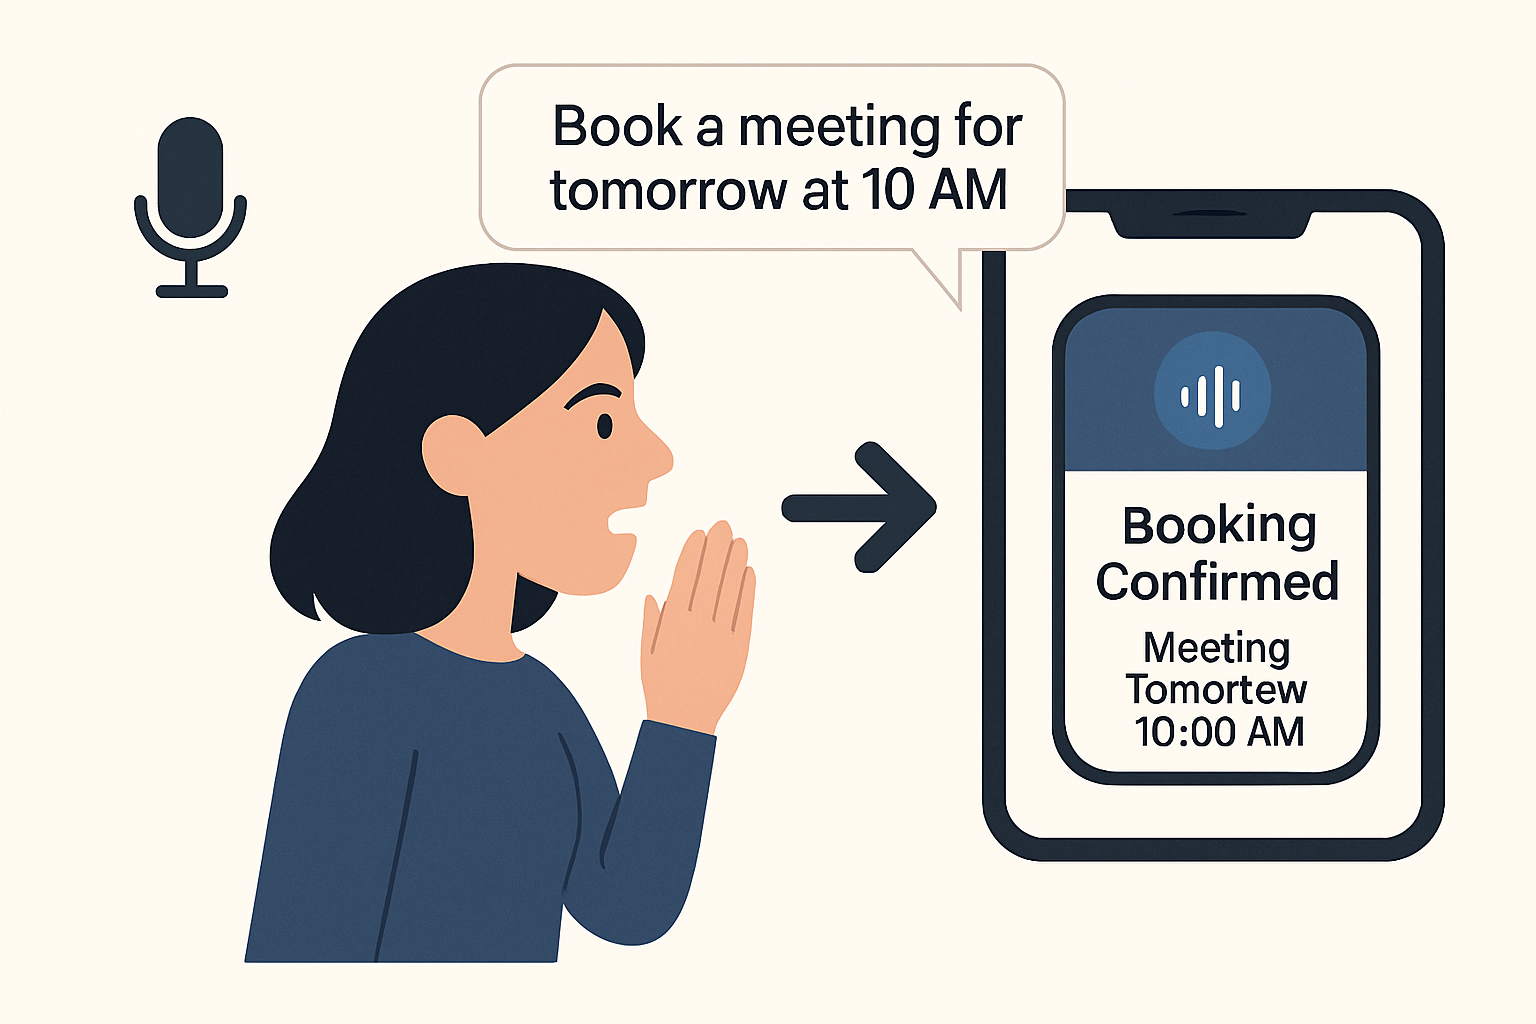 Book a meeting for
tomorrow at 10 AM
Booking
Confirmed
Meeting
Tomortew
10:00 AM